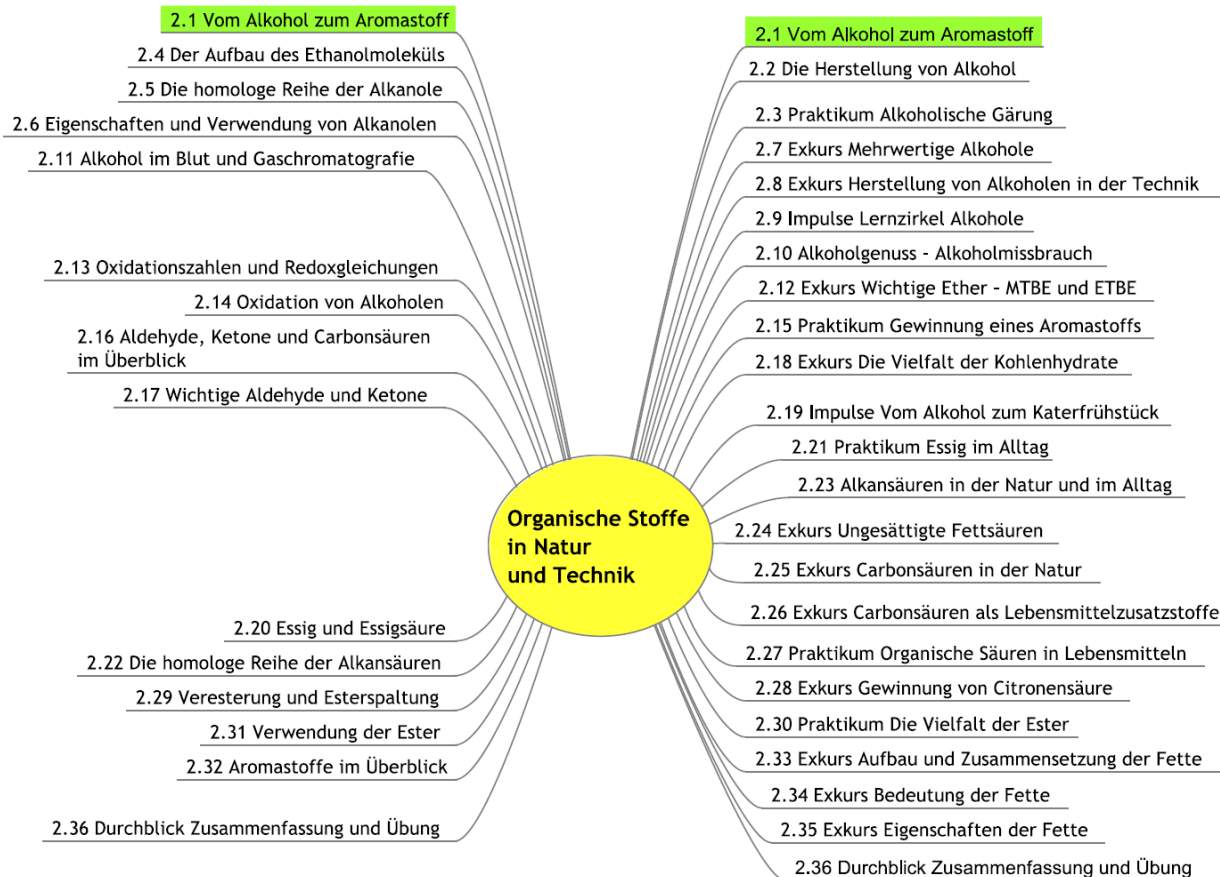 2.1 Vom Alkohol zum Aromastoff
2.4 Der Aufbau des Ethanolmoleküls
2.5 Die homologe Reihe der Alkanole
2.6 Eigenschaften und Verwendung von Alkanolen
2.11 Alkohol im Blut und Gaschromatografie
2.13 Oxidationszahlen und Redoxgleichungen
2.14 Oxidation von Alkoholen
2.16 Aldehyde, Ketone und Carbonsäuren
im Überblick
2.17 Wichtige Aldehyde und Ketone
2.20 Essig und Essigsäure
2.22 Die homologe Reihe der Alkansäuren
2.29 Veresterung und Esterspaltung
2.31 Verwendung der Ester
2.32 Aromastoffe im Überblick
2.36 Durchblick Zusammenfassung und Übung
Organische Stoffe
in Natur
und Technik
2.1 Vom Alkohol zum Aromastoff
2.2 Die Herstellung von Alkohol
2.3 Praktikum Alkoholische Gärung
2.7 Exkurs Mehrwertige Alkohole
2.8 Exkurs Herstellung von Alkoholen in der Technik
2.9 Impulse Lernzirkel Alkohole
2.10 Alkoholgenuss - Alkoholmissbrauch
2.12 Exkurs Wichtige Ether - MTBE und ETBE
2.15 Praktikum Gewinnung eines Aromastoffs
2.18 Exkurs Die Vielfalt der Kohlenhydrate
2.19 Impulse Vom Alkohol zum Katerfrühstück
2.21 Praktikum Essig im Alltag
2.23 Alkansäuren in der Natur und im Alltag
2.24 Exkurs Ungesättigte Fettsäuren
2.25 Exkurs Carbonsäuren in der Natur
2.26 Exkurs Carbonsäuren als Lebensmittelzusatzstoffe
2.27 Praktikum Organische Säuren in Lebensmitteln
2.28 Exkurs Gewinnung von Citronensäure
2.30 Praktikum Die Vielfalt der Ester
2.33 Exkurs Aufbau und Zusammensetzung der Fette
2.34 Exkurs Bedeutung der Fette
2.35 Exkurs Eigenschaften der Fette
2.36 Durchblick Zusammenfassung und Übung